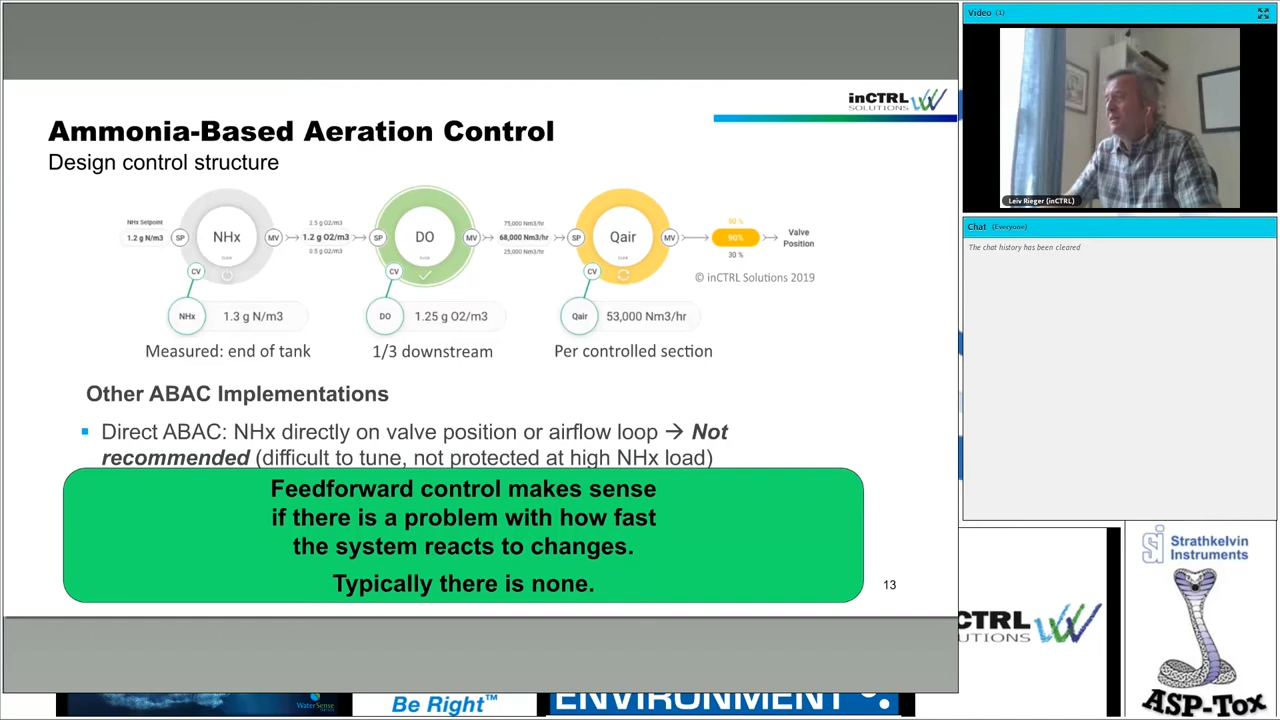 Video (1)
inCTRL
SOLUTIONS
Ammonia-Based Aeration Control
Design control structure
NHx Setpoint
1.2 g N/m3
SP
NHx
MV
CV
2.5 g O2/m3
1.2 g O2/m3
0.5 g O2/m3
SP
DO
MV
CV
75,000 Nm3/hr
68,000 Nm3/hr
25,000 Nm3/hr
SP
Qair
MV
CV
90 %
90%
30 %
Valve
Position
© inCTRL Solutions 2019
NHx
1.3 g N/m3
DO
1.25 g O2/m3
Qair
53,000 Nm3/hr
Measured: end of tank
1/3 downstream
Per controlled section
Other ABAC Implementations
Direct ABAC: NHx directly on valve position or airflow loop → Not
recommended (difficult to tune, not protected at high NHx load)
Feedforward control makes sense
if there is a problem with how fast
the system reacts to changes.
Typically there is none.
13
Leiv Rieger (inCTRL)
Chat (Everyone)
The chat history has been cleared
CTRL
UTIONS
Strathkelvin
Instruments
ASP-Tox
WaterSense
Be Right™
ENVIRONMENT